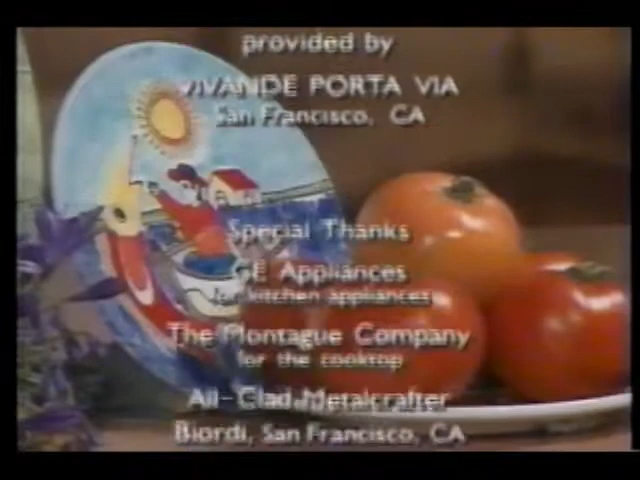 provided by
VIVANDE PORTA VIA
San Francisco, CA
Special Thanks
GE Appliances
for kitchen appliances
The Montague Company
for the cooktop
All-Clad Metalcrafter
Biordi, San Francisco, CA